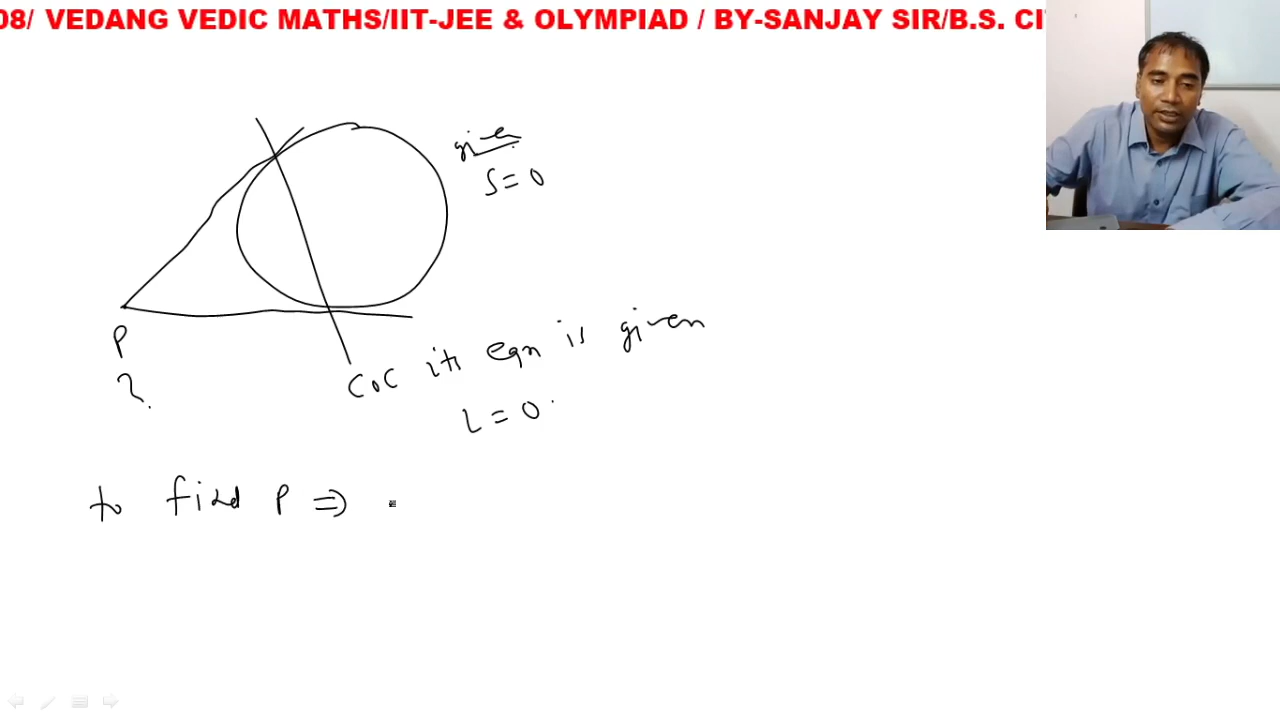 08/ VEDANG VEDIC MATHS/IIT-JEE & OLYMPIAD / BY-SANJAY SIR/B.S. CI
given
S = 0
P
?
COC its eqn is given
L = 0
to find P ⇒